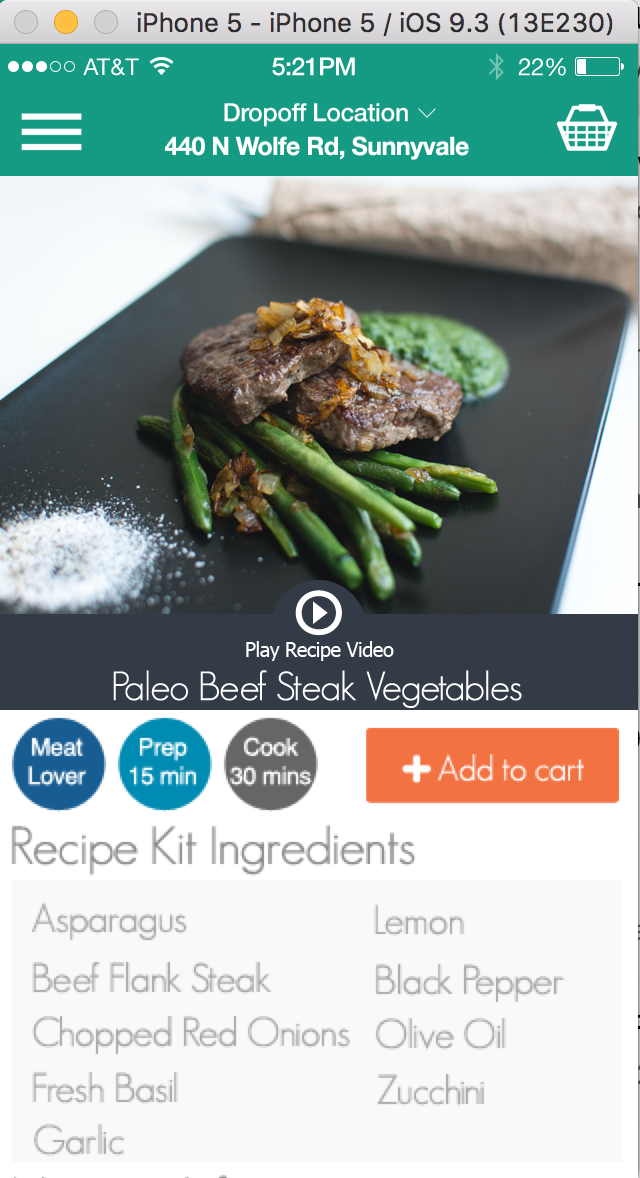 iPhone 5 - iPhone 5 / iOS 9.3 (13E230)
AT&T 5:21PM 22%
Dropoff Location
440 N Wolfe Rd, Sunnyvale
Play Recipe Video
Paleo Beef Steak Vegetables
Meat Lover
Prep 15 min
Cook 30 mins
Add to cart
Recipe Kit Ingredients
Asparagus
Beef Flank Steak
Chopped Red Onions
Fresh Basil
Garlic
Lemon
Black Pepper
Olive Oil
Zucchini